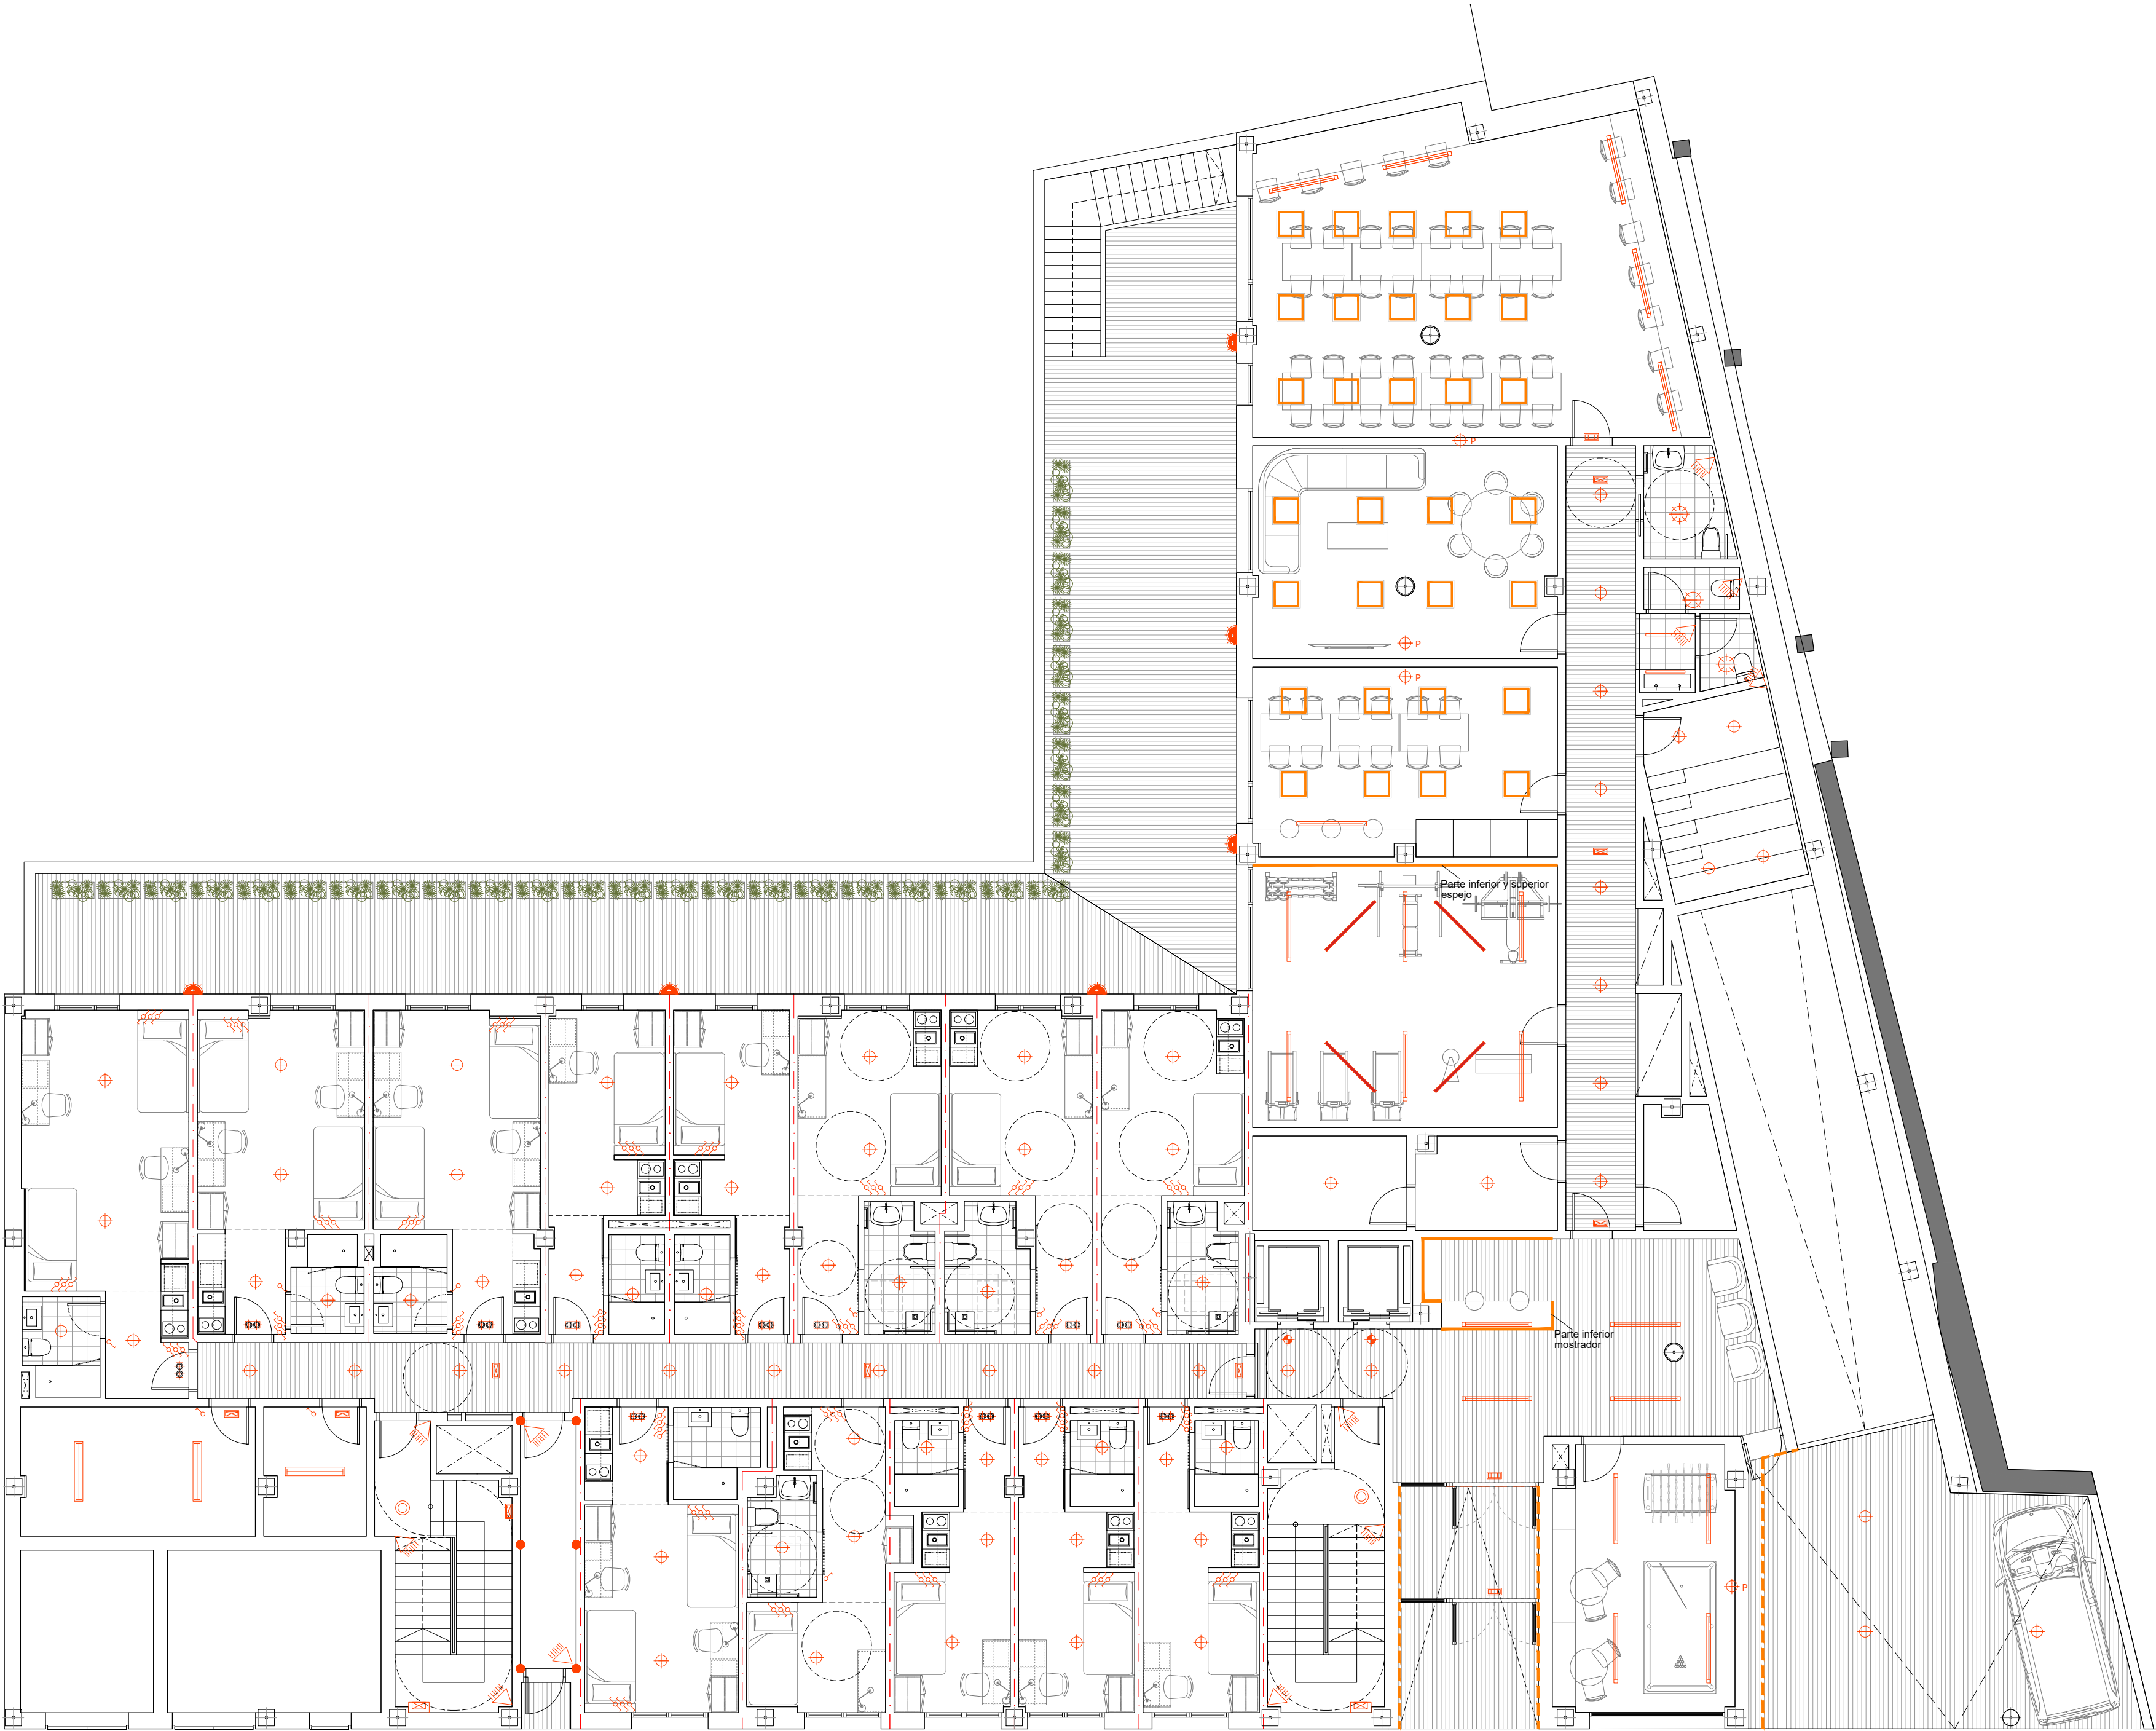 P
P
P
Parte inferior y superior
espejo
Parte inferior
mostrador
X
P